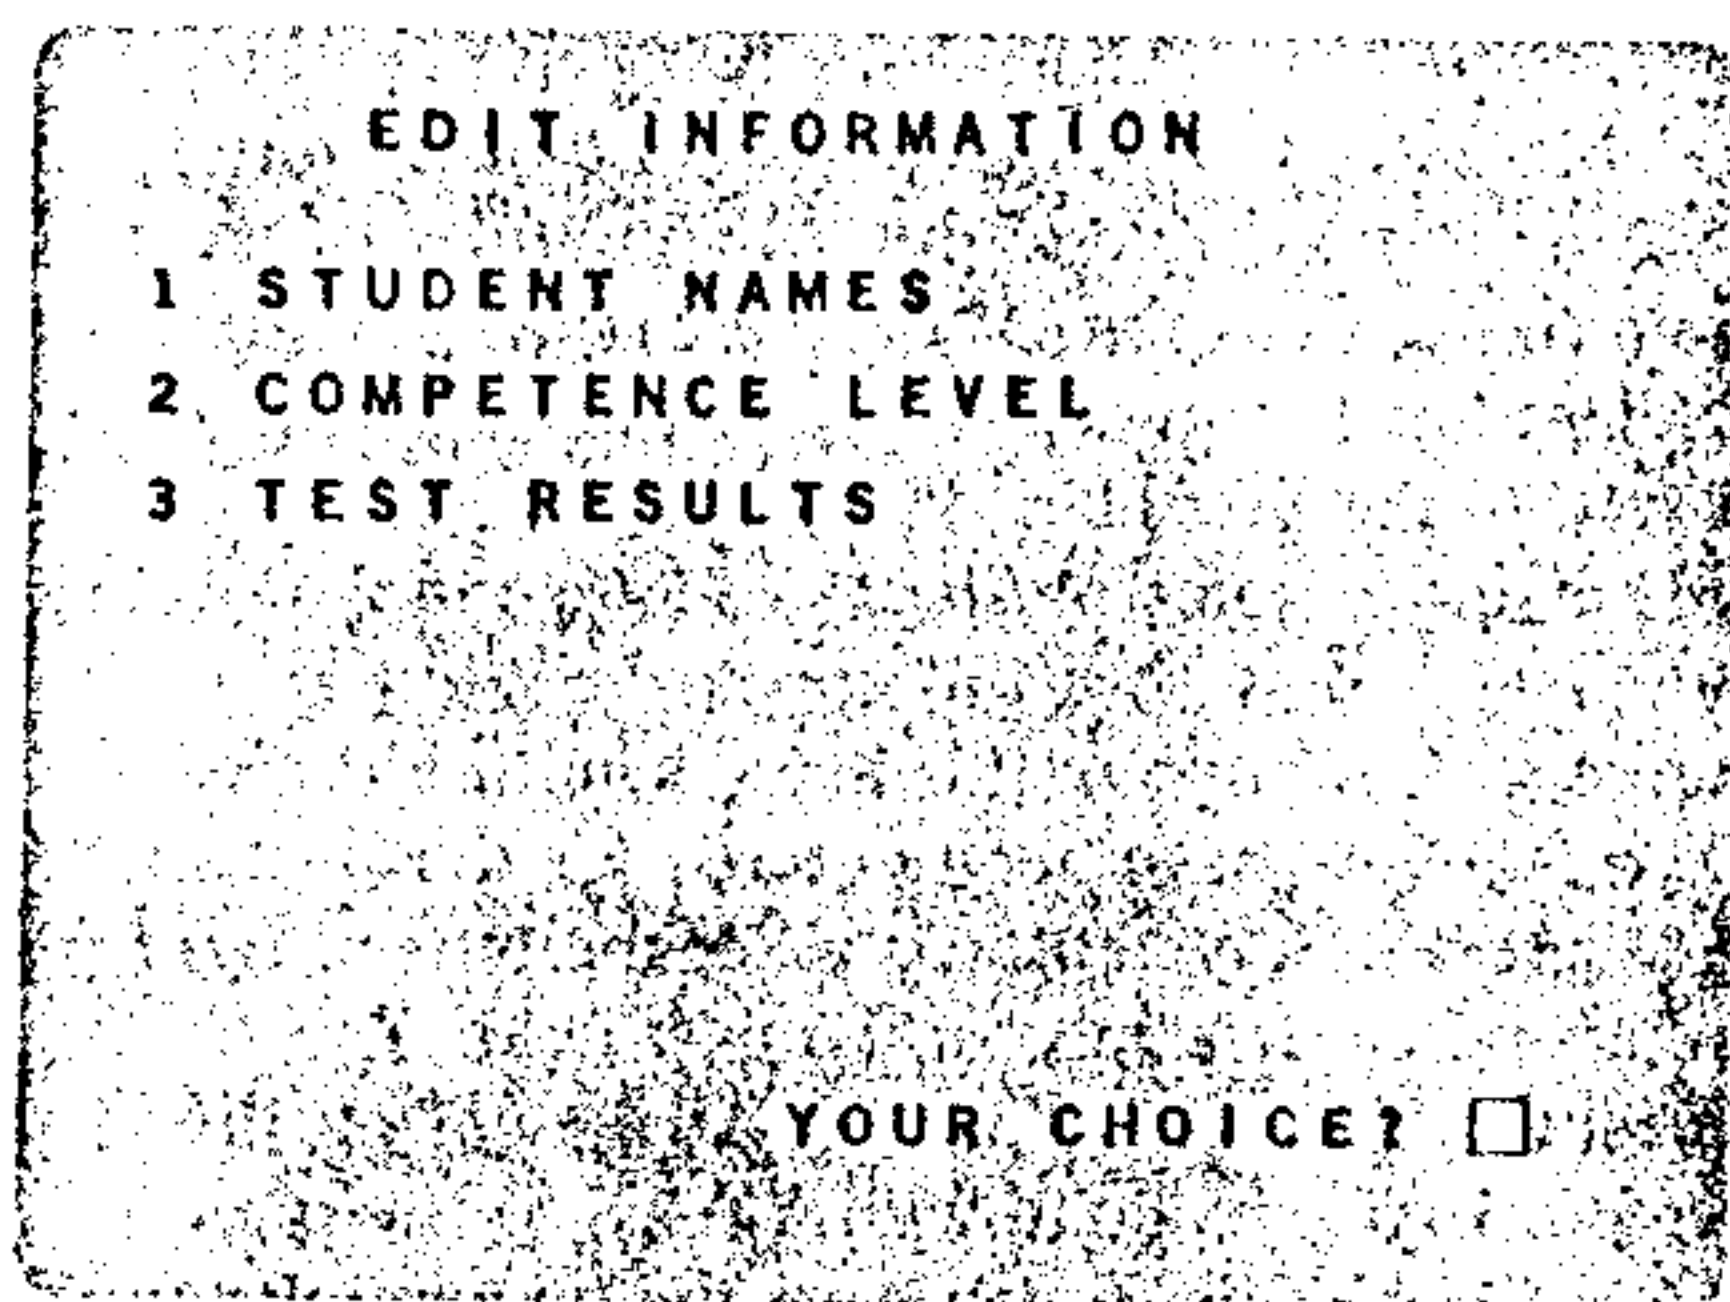 EDIT INFORMATION
1 STUDENT NAMES
2 COMPETENCE LEVEL
3 TEST RESULTS
YOUR CHOICE?